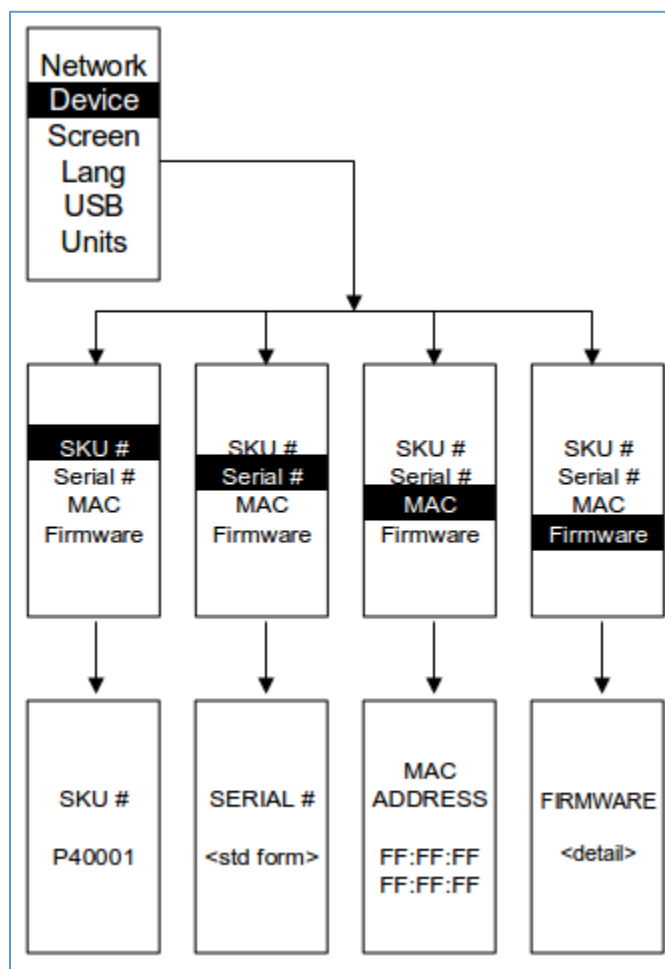 Network
Device
Screen
Lang
USB
Units
SKU #
Serial #
MAC
Firmware
SKU #
Serial #
MAC
Firmware
SKU #
Serial #
MAC
Firmware
SKU #
Serial #
MAC
Firmware
SKU #
P40001
SERIAL #
<std form>
MAC
ADDRESS
FF:FF:FF
FF:FF:FF
FIRMWARE
<detail>